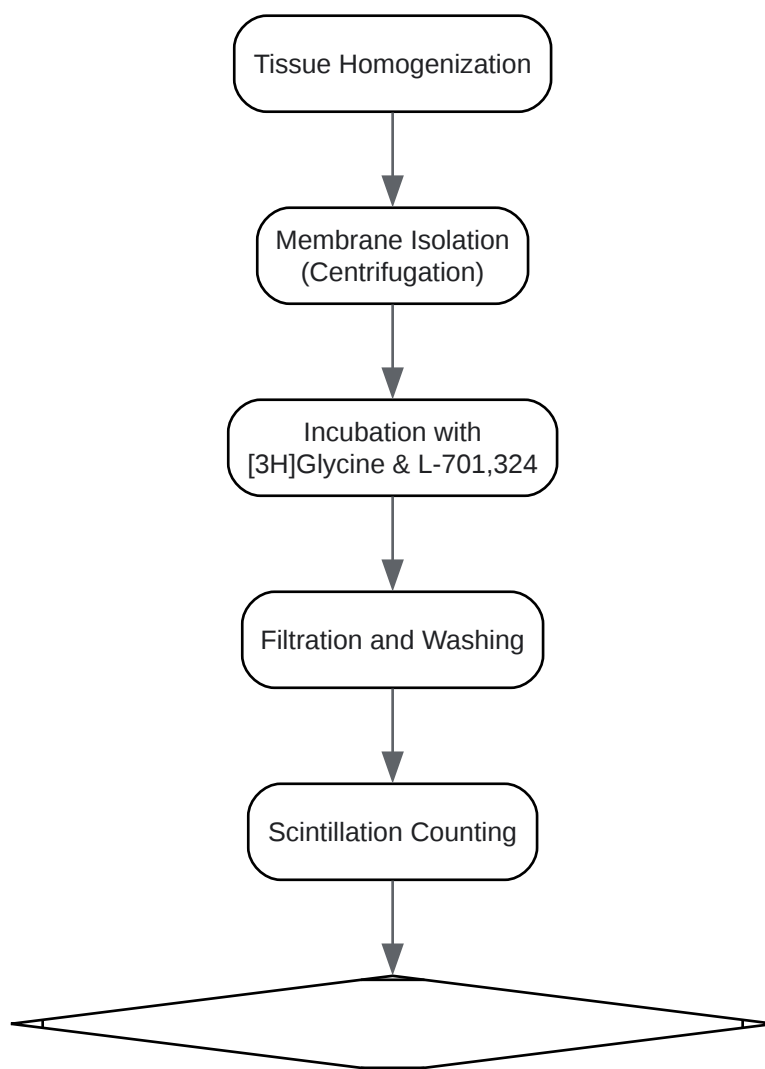 Tissue Homogenization
Membrane Isolation
(Centrifugation)
Incubation with
[3H]Glycine & L-701,324
Filtration and Washing
Scintillation Counting